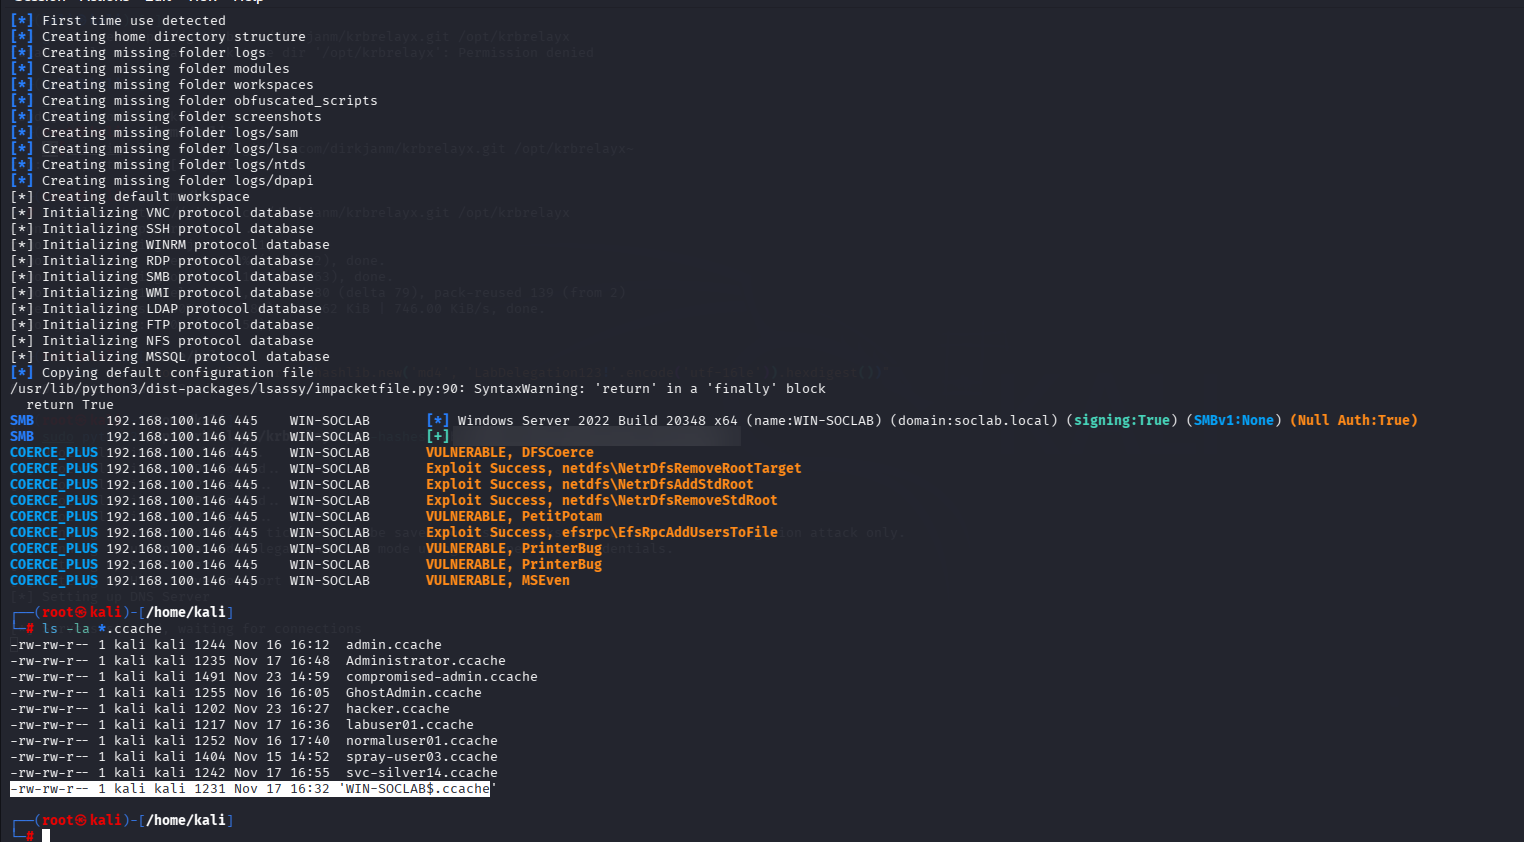 [*] First time use detected
[*] Creating home directory structure
[*] Creating missing folder logs
[*] Creating missing folder modules
[*] Creating missing folder workspaces
[*] Creating missing folder obfuscated_scripts
[*] Creating missing folder screenshots
[*] Creating missing folder logs/sam
[*] Creating missing folder logs/lsa
[*] Creating missing folder logs/ntds
[*] Creating missing folder logs/dpapi
[*] Creating default workspace
[*] Initializing VNC protocol database
[*] Initializing SSH protocol database
[*] Initializing WINRM protocol database
[*] Initializing RDP protocol database
[*] Initializing SMB protocol database
[*] Initializing WMI protocol database
[*] Initializing LDAP protocol database
[*] Initializing FTP protocol database
[*] Initializing NFS protocol database
[*] Initializing MSSQL protocol database
[*] Copying default configuration file
/usr/lib/python3/dist-packages/lsassy/impacketfile.py:90: SyntaxWarning: 'return' in a 'finally' block
  return True
SMB         192.168.100.146 445    WIN-SOCLAB       [*] Windows Server 2022 Build 20348 x64 (name:WIN-SOCLAB) (domain:soclab.local) (signing:True) (SMBv1:None) (Null Auth:True)
SMB         192.168.100.146 445    WIN-SOCLAB       [+]
COERCE_PLUS 192.168.100.146 445    WIN-SOCLAB       VULNERABLE, DFSCoerce
COERCE_PLUS 192.168.100.146 445    WIN-SOCLAB       Exploit Success, netdfs\NetrDfsRemoveRootTarget
COERCE_PLUS 192.168.100.146 445    WIN-SOCLAB       Exploit Success, netdfs\NetrDfsAddStdRoot
COERCE_PLUS 192.168.100.146 445    WIN-SOCLAB       Exploit Success, netdfs\NetrDfsRemoveStdRoot
COERCE_PLUS 192.168.100.146 445    WIN-SOCLAB       VULNERABLE, PetitPotam
COERCE_PLUS 192.168.100.146 445    WIN-SOCLAB       Exploit Success, efsrpc\EfsRpcAddUsersToFile
COERCE_PLUS 192.168.100.146 445    WIN-SOCLAB       VULNERABLE, PrinterBug
COERCE_PLUS 192.168.100.146 445    WIN-SOCLAB       VULNERABLE, PrinterBug
COERCE_PLUS 192.168.100.146 445    WIN-SOCLAB       VULNERABLE, MSEven
┌──(root㉿kali)-[/home/kali]
└─# ls -la *.ccache
-rw-rw-r-- 1 kali kali 1244 Nov 16 16:12  admin.ccache
-rw-rw-r-- 1 kali kali 1235 Nov 17 16:48  Administrator.ccache
-rw-rw-r-- 1 kali kali 1491 Nov 23 14:59  compromised-admin.ccache
-rw-rw-r-- 1 kali kali 1255 Nov 16 16:05  GhostAdmin.ccache
-rw-rw-r-- 1 kali kali 1202 Nov 23 16:27  hacker.ccache
-rw-rw-r-- 1 kali kali 1217 Nov 17 16:36  labuser01.ccache
-rw-rw-r-- 1 kali kali 1252 Nov 16 17:40  normaluser01.ccache
-rw-rw-r-- 1 kali kali 1404 Nov 15 14:52  spray-user03.ccache
-rw-rw-r-- 1 kali kali 1242 Nov 17 16:55  svc-silver14.ccache
-rw-rw-r-- 1 kali kali 1231 Nov 17 16:32 'WIN-SOCLAB$.ccache'
┌──(root㉿kali)-[/home/kali]
└─#